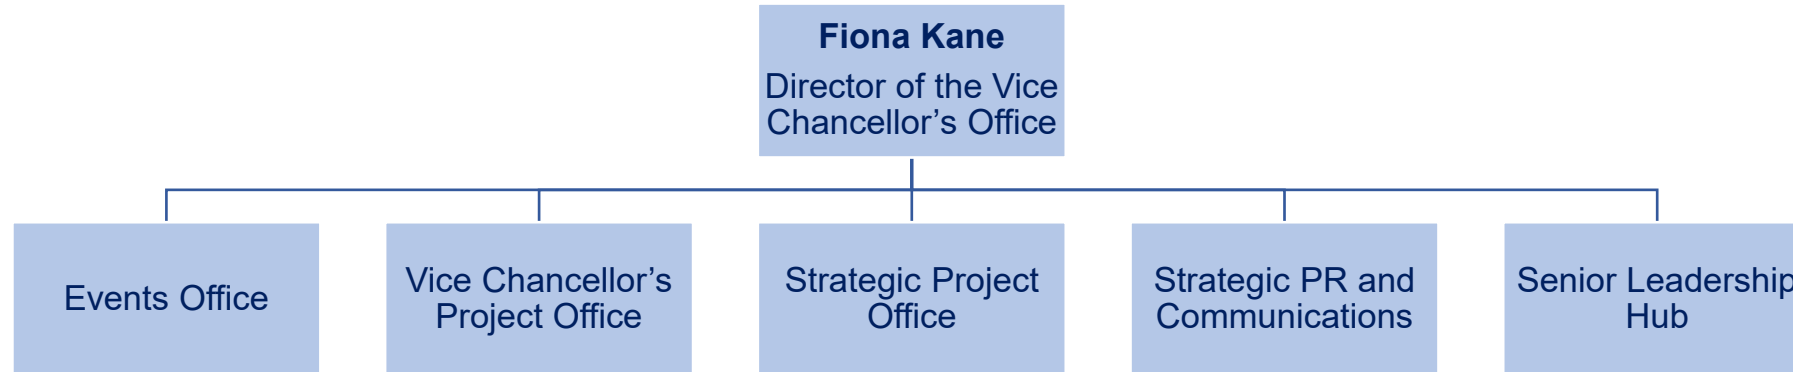 Fiona Kane
Director of the Vice
Chancellor’s Office
Events Office
Vice Chancellor’s
Project Office
Strategic Project
Office
Strategic PR and
Communications
Senior Leadership
Hub